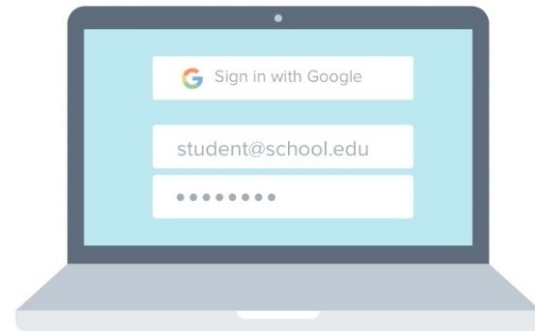 Sign in with Google
student@school.edu
••••••••